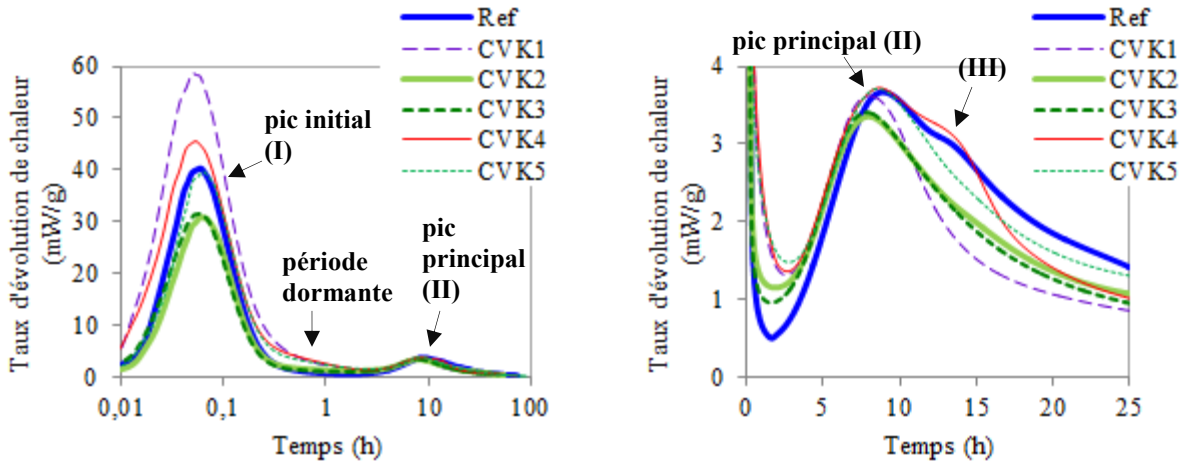 Ref
CVK1
CVK2
CVK3
CVK4
CVK5
pic initial
(I)
période
dormante
pic
principal
(II)
Taux d'évolution de chaleur
(mW/g)
60
50
40
30
20
10
0
0,01
0,1
1
10
100
Temps (h)
Ref
CVK1
CVK2
CVK3
CVK4
CVK5
pic principal (II)
(III)
Taux d'évolution de chaleur
(mW/g)
4
3
2
1
0
0
5
10
15
20
25
Temps (h)